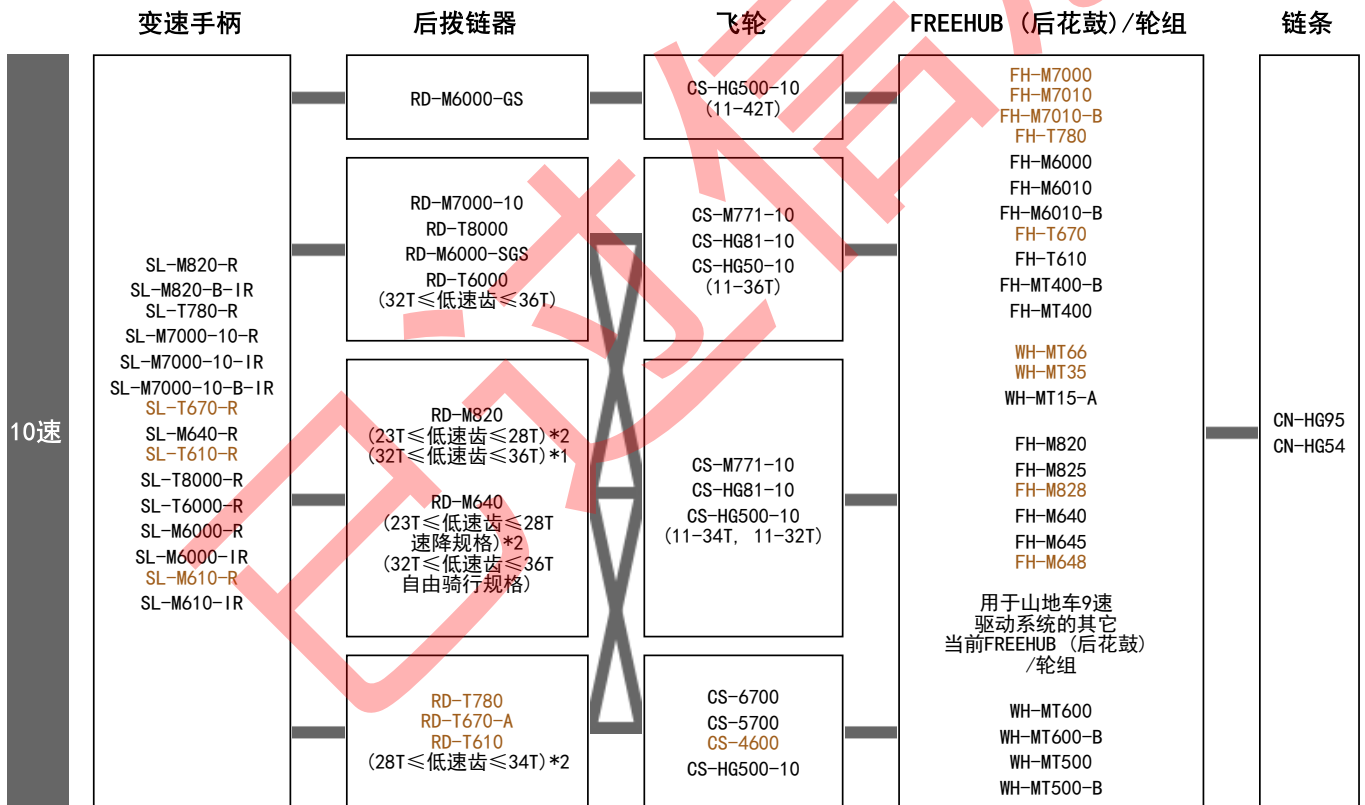 变速手柄
后拨链器
飞轮
FREEHUB (后花鼓)/轮组
链条
10速
SL-M820-R
SL-M820-B-IR
SL-T780-R
SL-M7000-10-R
SL-M7000-10-IR
SL-M7000-10-B-IR
SL-T670-R
SL-M640-R
SL-T610-R
SL-T8000-R
SL-T6000-R
SL-M6000-R
SL-M6000-IR
SL-M610-R
SL-M610-IR
RD-M6000-GS
RD-M7000-10
RD-T8000
RD-M6000-SGS
RD-T6000
(32T≤低速齿≤36T)
RD-M820
(23T≤低速齿≤28T)*2
(32T≤低速齿≤36T)*1
RD-M640
(23T≤低速齿≤28T
速降规格)*2
(32T≤低速齿≤36T
自由骑行规格)
RD-T780
RD-T670-A
RD-T610
(28T≤低速齿≤34T)*2
CS-HG500-10
(11-42T)
CS-M771-10
CS-HG81-10
CS-HG50-10
(11-36T)
CS-M771-10
CS-HG81-10
CS-HG500-10
(11-34T, 11-32T)
CS-6700
CS-5700
CS-4600
CS-HG500-10
FH-M7000
FH-M7010
FH-M7010-B
FH-T780
FH-M6000
FH-M6010
FH-M6010-B
FH-T670
FH-T610
FH-MT400-B
FH-MT400
WH-MT66
WH-MT35
WH-MT15-A
FH-M820
FH-M825
FH-M828
FH-M640
FH-M645
FH-M648
用于山地车9速
驱动系统的其它
当前FREEHUB (后花鼓)
/轮组
WH-MT600
WH-MT600-B
WH-MT500
WH-MT500-B
CN-HG95
CN-HG54
已过信